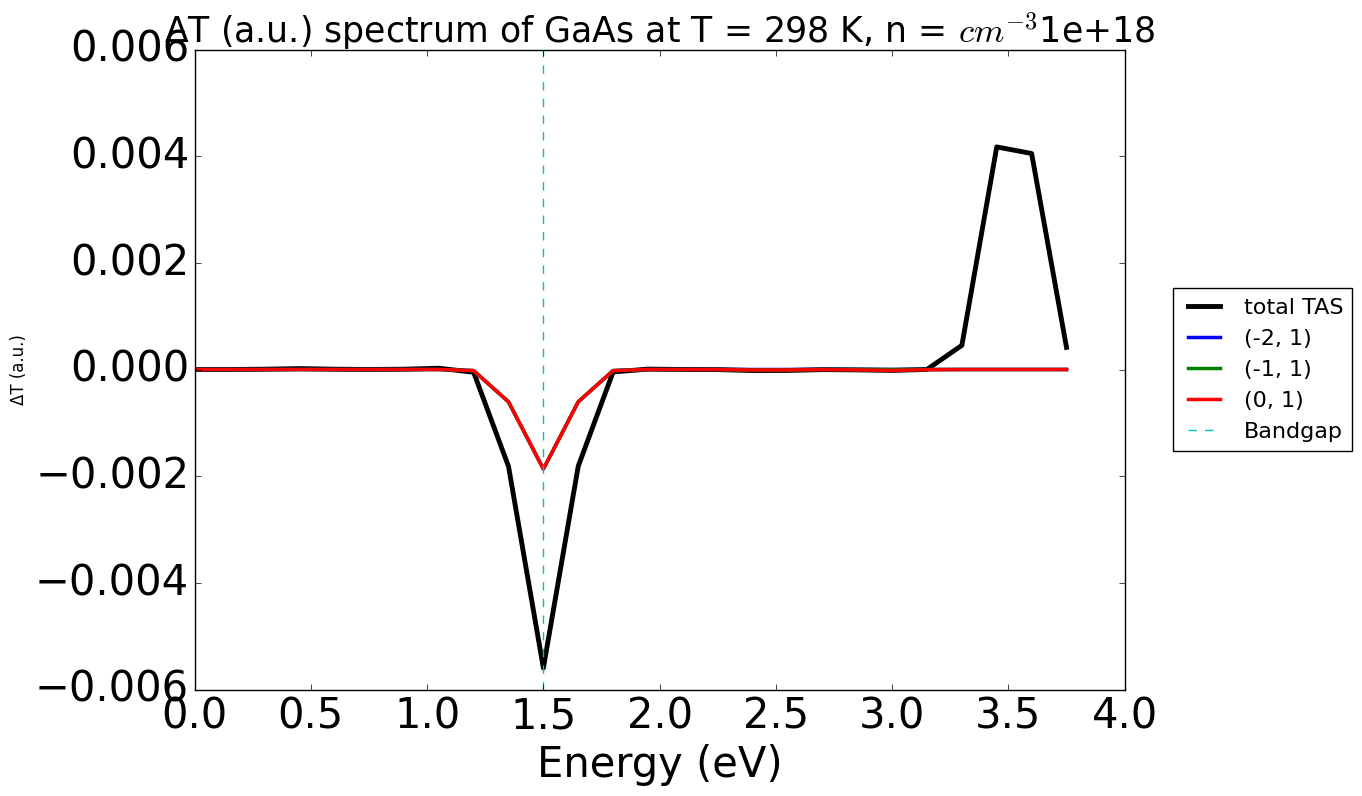 ΔT (a.u.) spectrum of GaAs at T = 298 K, n = cm⁻³1e+18
0.006
0.004
0.002
0.000
−0.002
−0.004
−0.006
ΔT (a.u.)
0.0 0.5 1.0 1.5 2.0 2.5 3.0 3.5 4.0
Energy (eV)
total TAS
(-2, 1)
(-1, 1)
(0, 1)
Bandgap